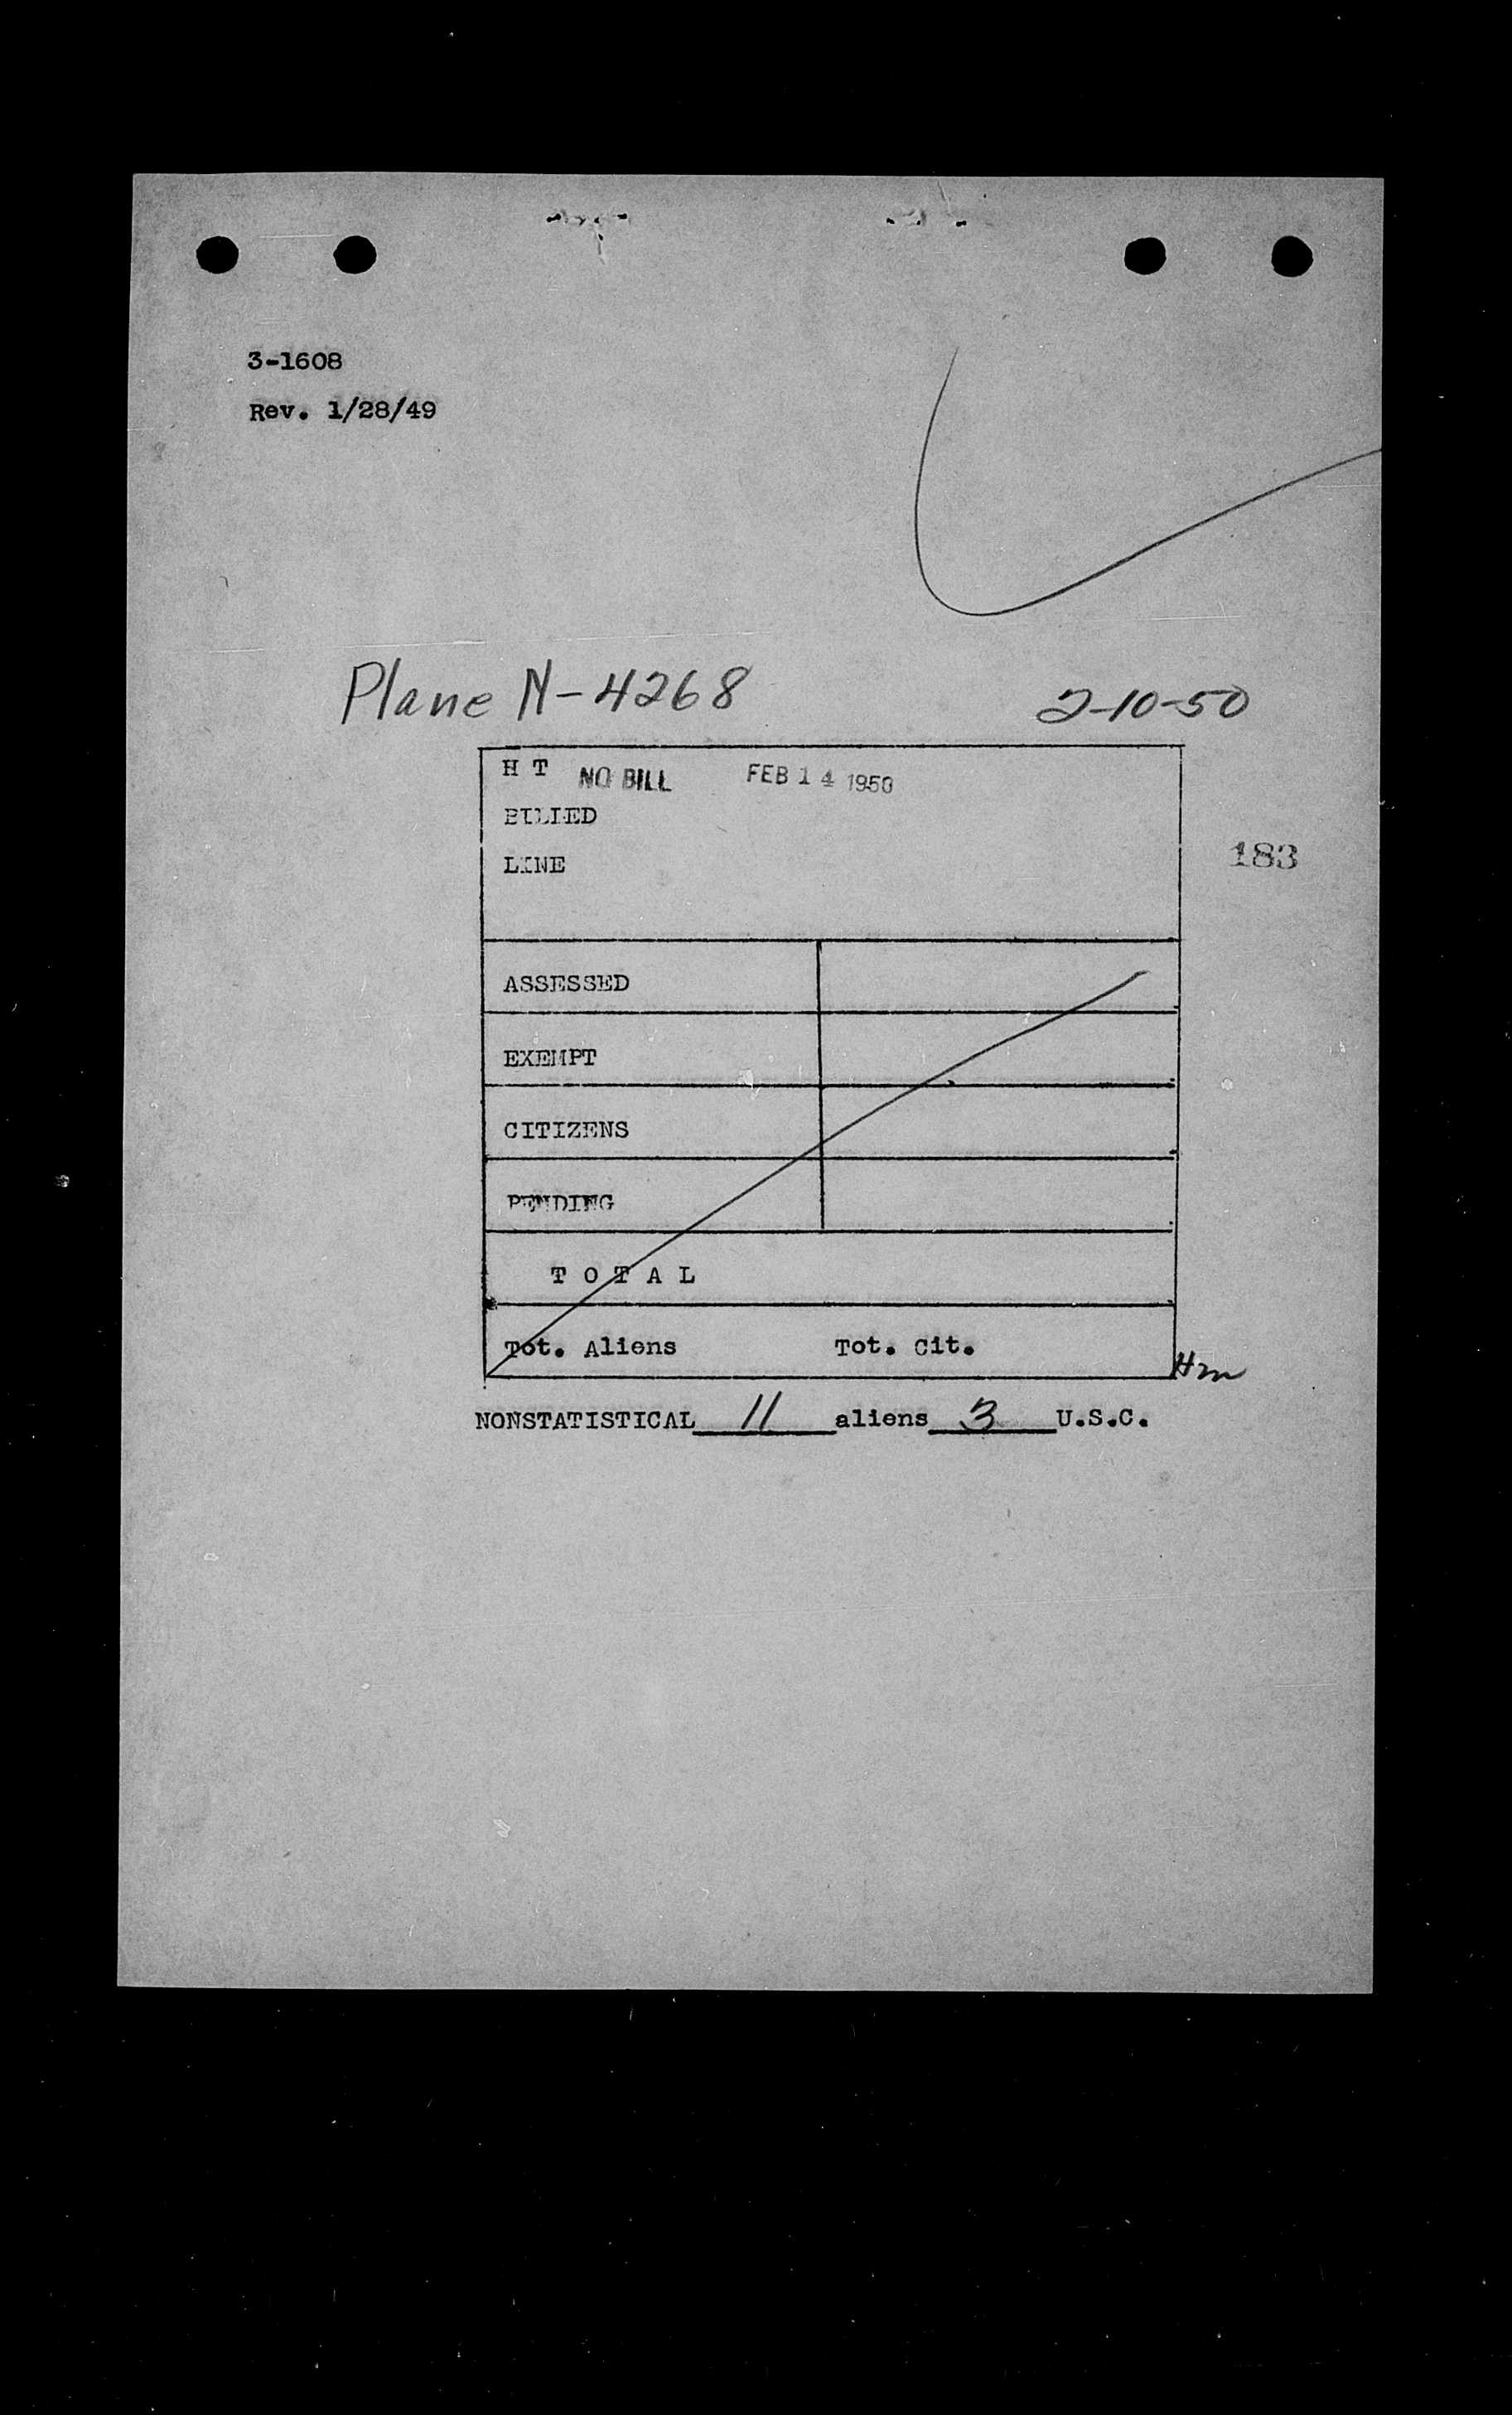 3-1608
Rev. 1/28/49
Plane N-4268 2-10-50
H T NO BILL FEB 14 1950
BILLED
LINE
183
ASSESSED
EXEMPT
CITIZENS
PENDING
T O T A L
Tot. Aliens Tot. Cit.
NONSTATISTICAL 11 aliens 3 U.S.C.